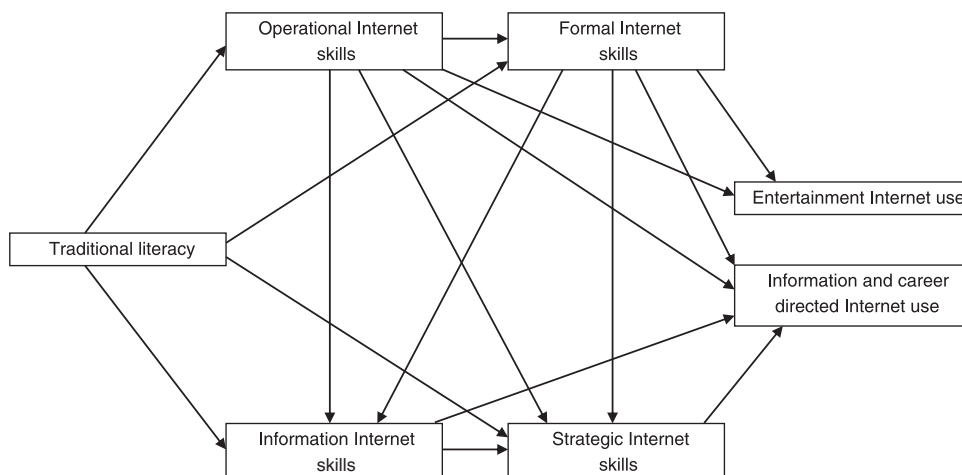 Operational Internet
skills
Formal Internet
skills
Entertainment Internet use
Traditional literacy
Information and career
directed Internet use
Information Internet
skills
Strategic Internet
skills